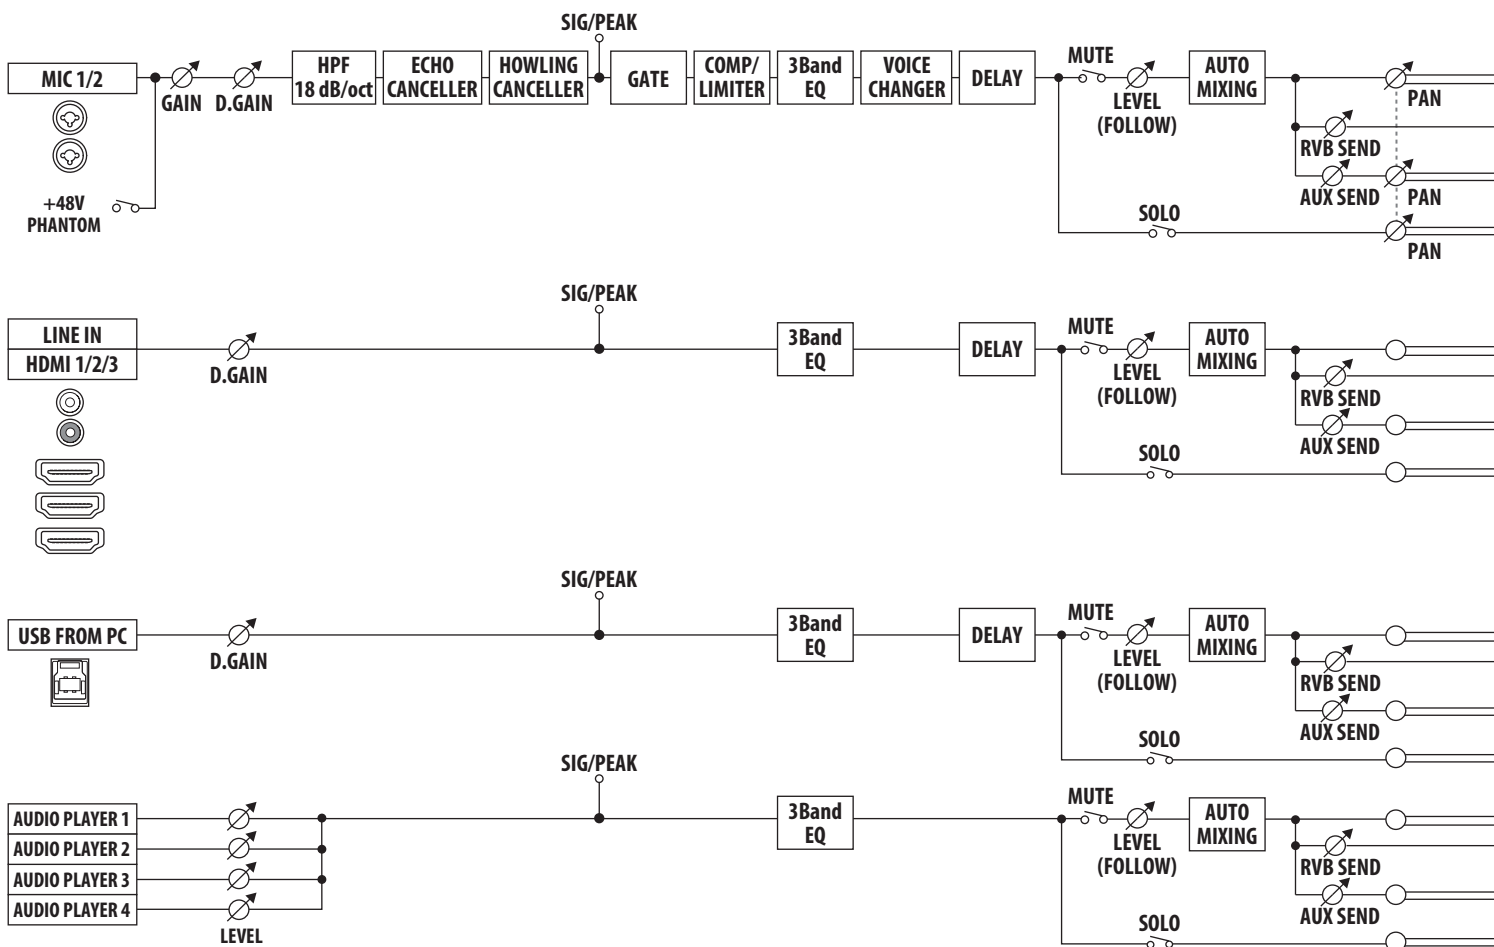 SIG/PEAK
MIC 1/2
GAIN
D.GAIN
HPF
18 dB/oct
ECHO
CANCELLER
HOWLING
CANCELLER
GATE
COMP/
LIMITER
3Band
EQ
VOICE
CHANGER
DELAY
MUTE
LEVEL
(FOLLOW)
AUTO
MIXING
PAN
RVB SEND
AUX SEND
PAN
+48V
PHANTOM
SOLO
PAN
SIG/PEAK
LINE IN
HDMI 1/2/3
D.GAIN
3Band
EQ
DELAY
MUTE
LEVEL
(FOLLOW)
AUTO
MIXING
RVB SEND
AUX SEND
SOLO
SIG/PEAK
USB FROM PC
D.GAIN
3Band
EQ
DELAY
MUTE
LEVEL
(FOLLOW)
AUTO
MIXING
RVB SEND
AUX SEND
SOLO
SIG/PEAK
AUDIO PLAYER 1
AUDIO PLAYER 2
AUDIO PLAYER 3
AUDIO PLAYER 4
LEVEL
3Band
EQ
MUTE
LEVEL
(FOLLOW)
AUTO
MIXING
RVB SEND
AUX SEND
SOLO